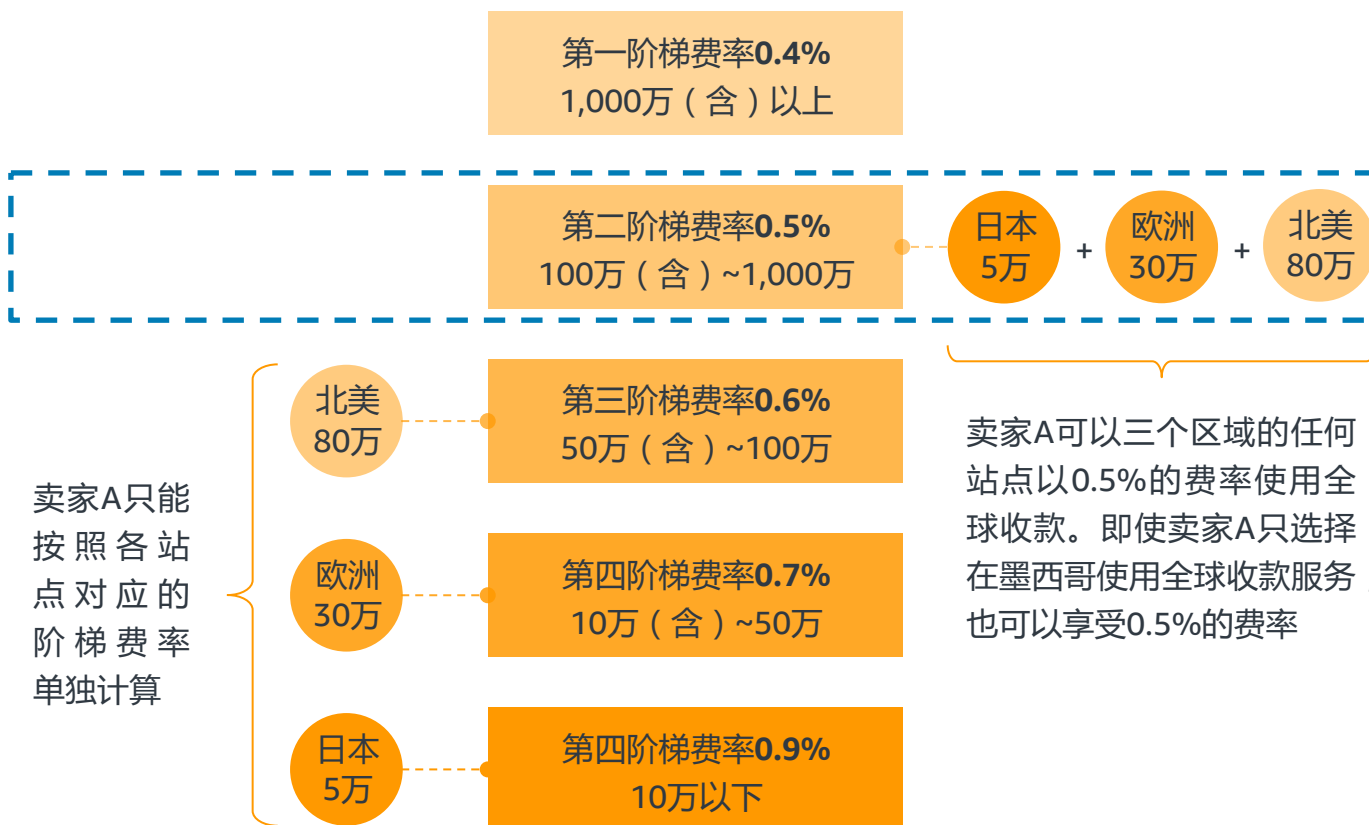 第一阶梯费率0.4%
1,000万（含）以上
第二阶梯费率0.5%
100万（含）~1,000万
日本
5万
+
欧洲
30万
+
北美
80万
北美
80万
第三阶梯费率0.6%
50万（含）~100万
欧洲
30万
第四阶梯费率0.7%
10万（含）~50万
日本
5万
第四阶梯费率0.9%
10万以下
卖家A只能
按照各站
点对应的
阶梯费率
单独计算
卖家A可以三个区域的任何
站点以0.5%的费率使用全
球收款。即使卖家A只选择
在墨西哥使用全球收款服务，
也可以享受0.5%的费率